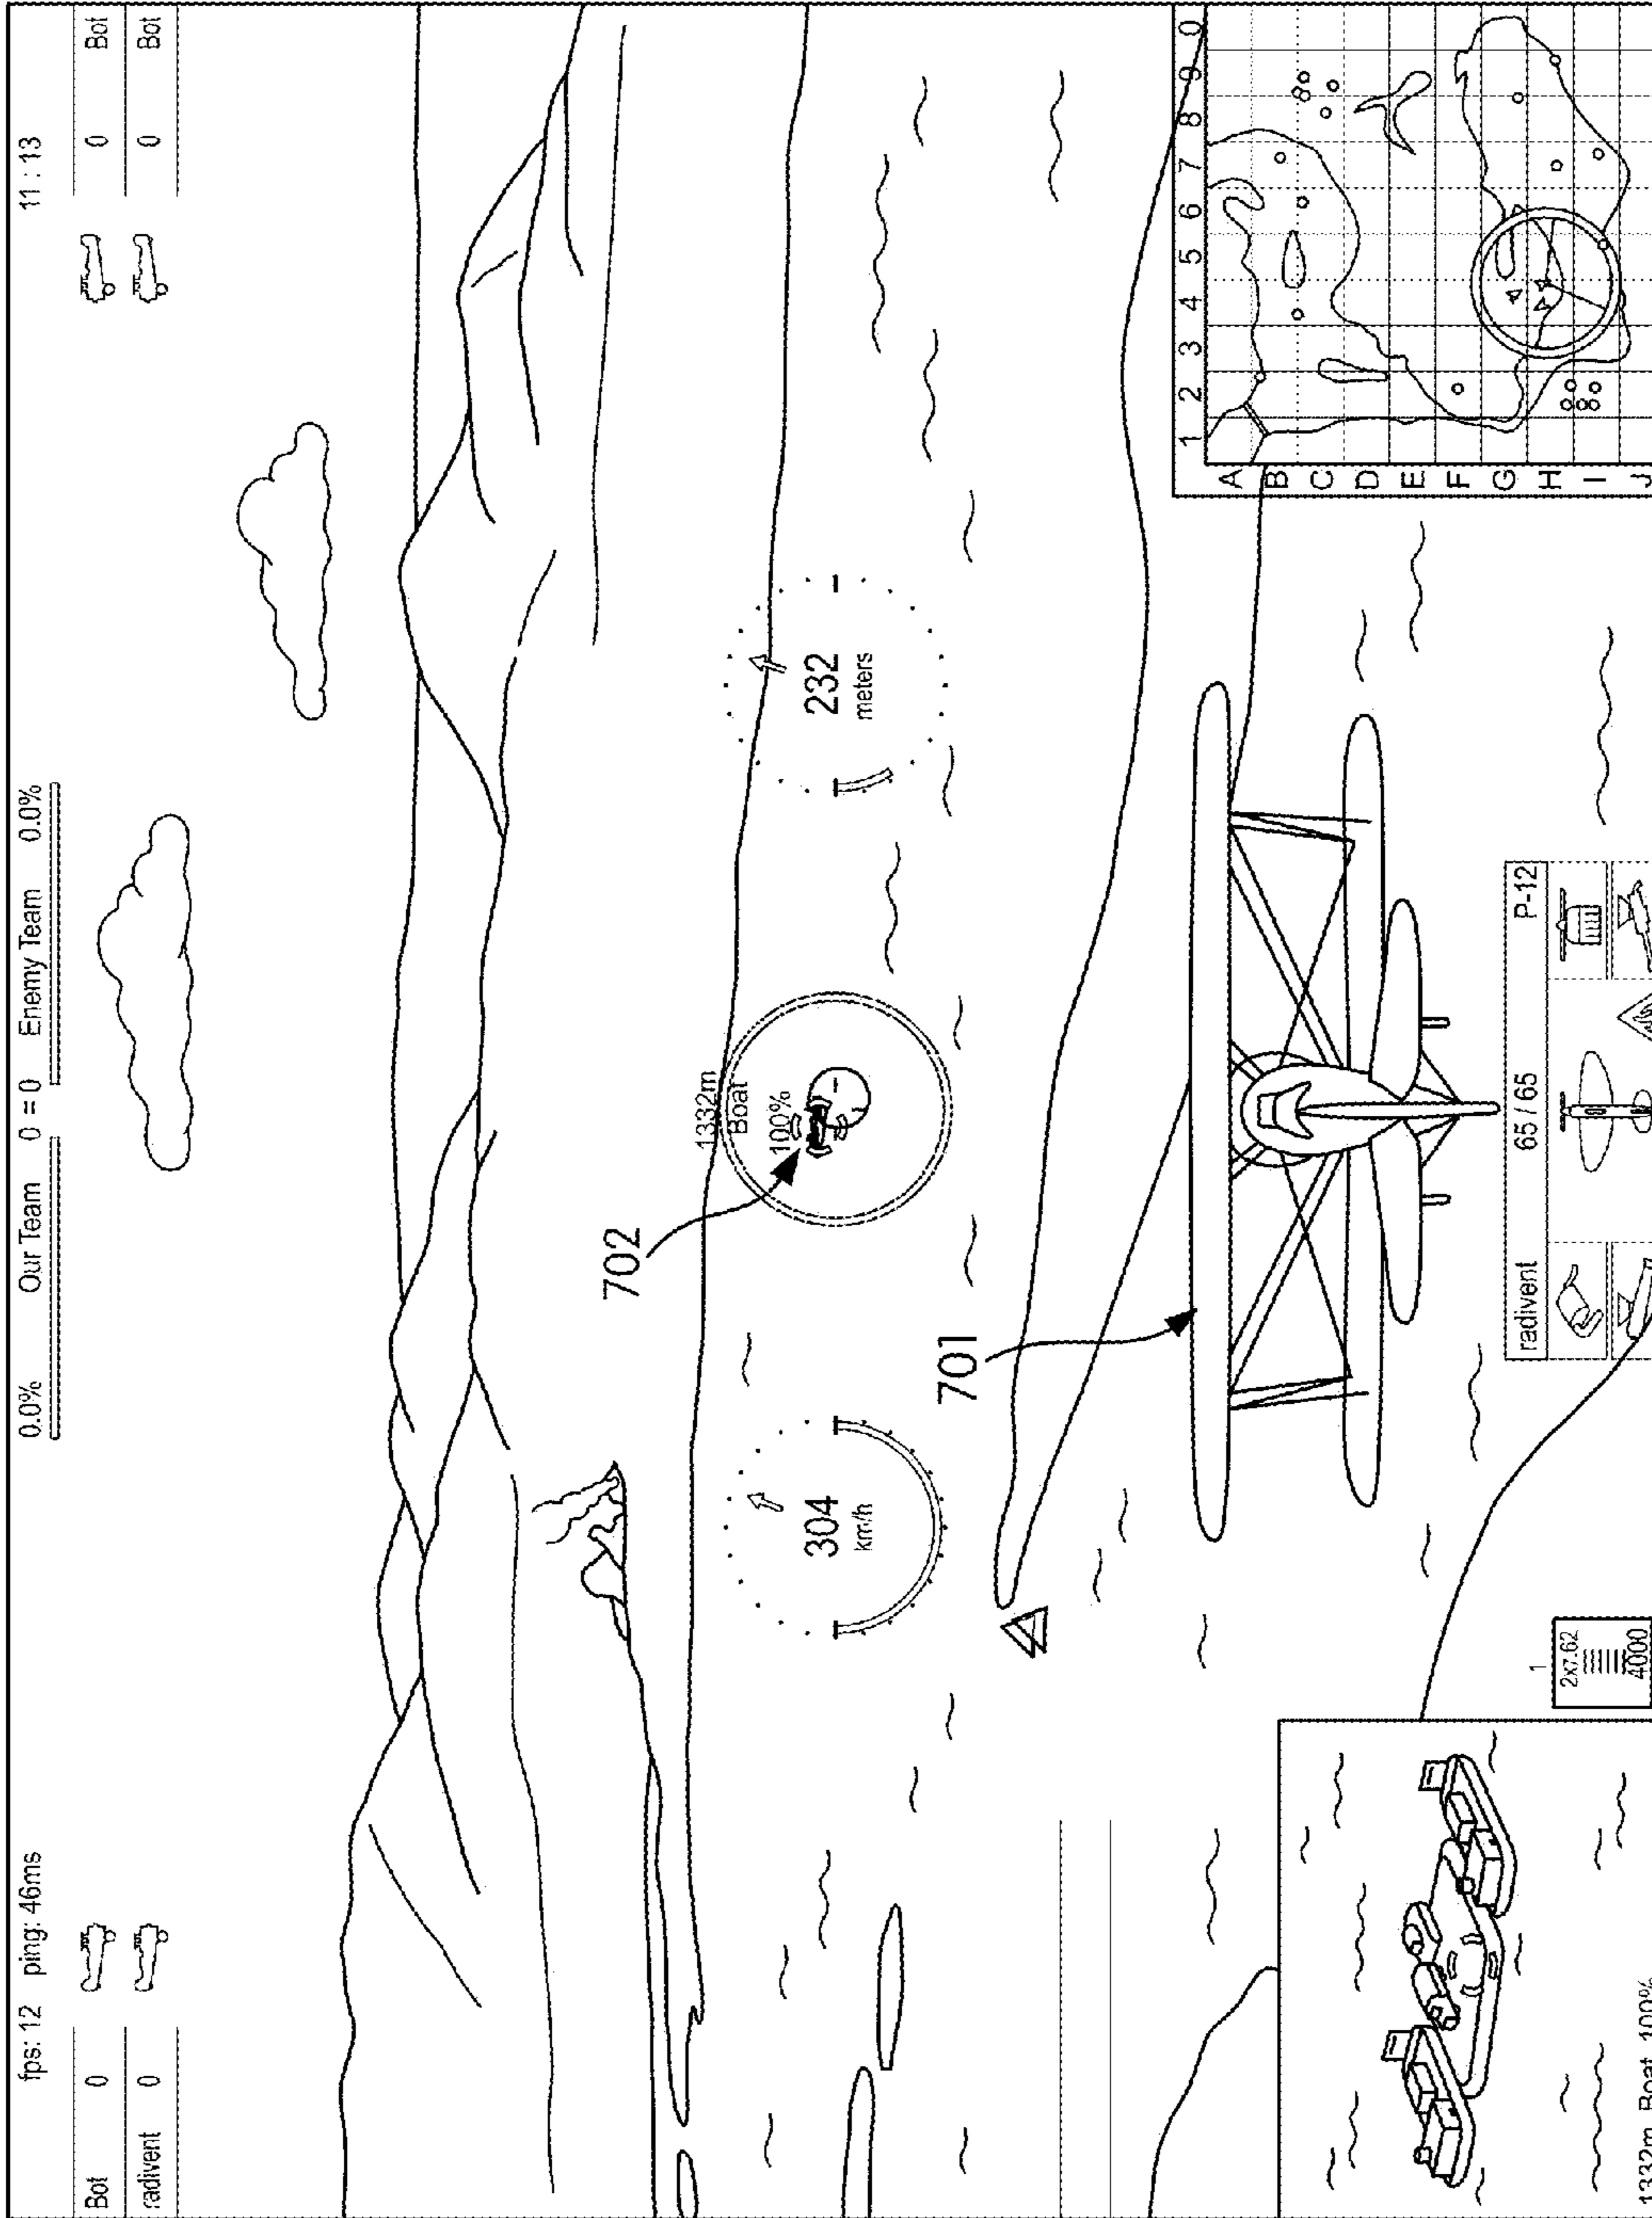 fps: 12 ping: 46ms
0.0% Our Team 0 = 0 Enemy Team 0.0%
11 : 13
Bot 0
0 Bot
radivent 0
0 Bot
1332m
Boat
100%
702
304
km/h
232
meters
701
1 2 3 4 5 6 7 8 9 0
A
B
C
D
E
F
G
H
I
J
radivent 65 / 65 P-12
1
2x7.62
4000
1332m Boat 100%